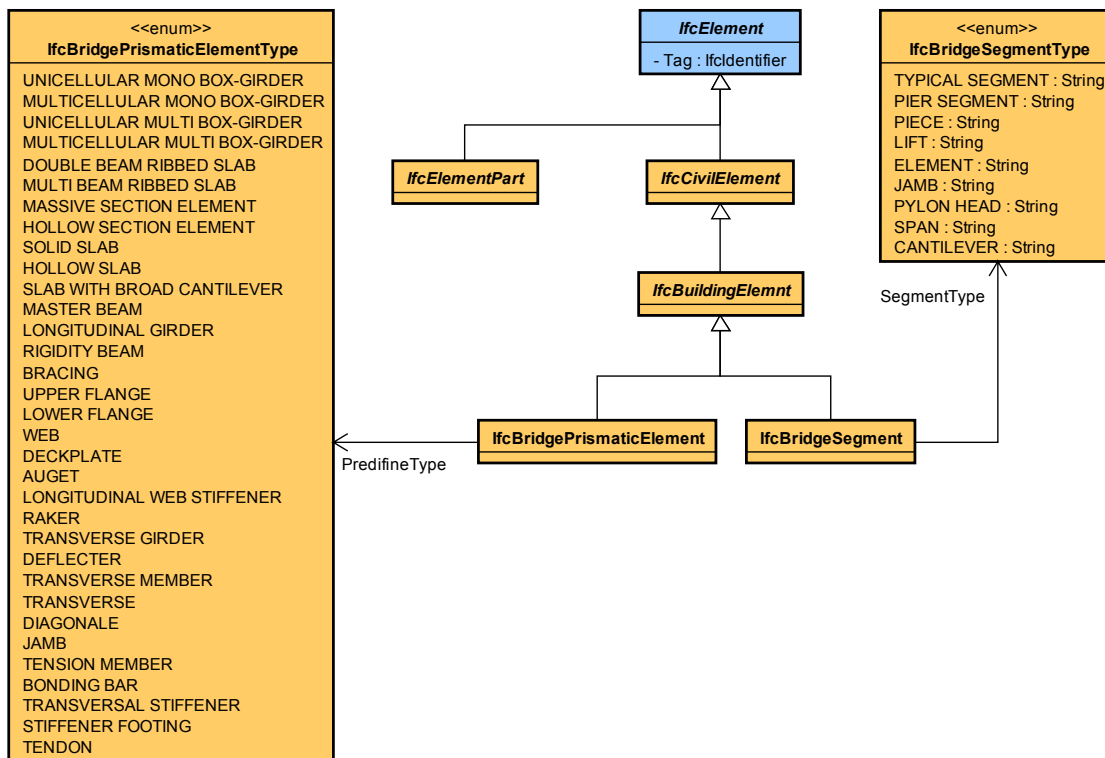 <<enum>>
IfcBridgePrismaticElementType
UNICELLULAR MONO BOX-GIRDER
MULTICELLULAR MONO BOX-GIRDER
UNICELLULAR MULTI BOX-GIRDER
MULTICELLULAR MULTI BOX-GIRDER
DOUBLE BEAM RIBBED SLAB
MULTI BEAM RIBBED SLAB
MASSIVE SECTION ELEMENT
HOLLOW SECTION ELEMENT
SOLID SLAB
HOLLOW SLAB
SLAB WITH BROAD CANTILEVER
MASTER BEAM
LONGITUDINAL GIRDER
RIGIDITY BEAM
BRACING
UPPER FLANGE
LOWER FLANGE
WEB
DECKPLATE
AUGET
LONGITUDINAL WEB STIFFENER
RAKER
TRANSVERSE GIRDER
DEFLECTER
TRANSVERSE MEMBER
TRANSVERSE
DIAGONALE
JAMB
TENSION MEMBER
BONDING BAR
TRANSVERSAL STIFFENER
STIFFENER FOOTING
TENDON
IfcElement
- Tag : IfcIdentifier
IfcElementPart
IfcCivilElement
IfcBuildingElemnt
IfcBridgePrismaticElement
IfcBridgeSegment
PredifineType
<<enum>>
IfcBridgeSegmentType
TYPICAL SEGMENT : String
PIER SEGMENT : String
PIECE : String
LIFT : String
ELEMENT : String
JAMB : String
PYLON HEAD : String
SPAN : String
CANTILEVER : String
SegmentType